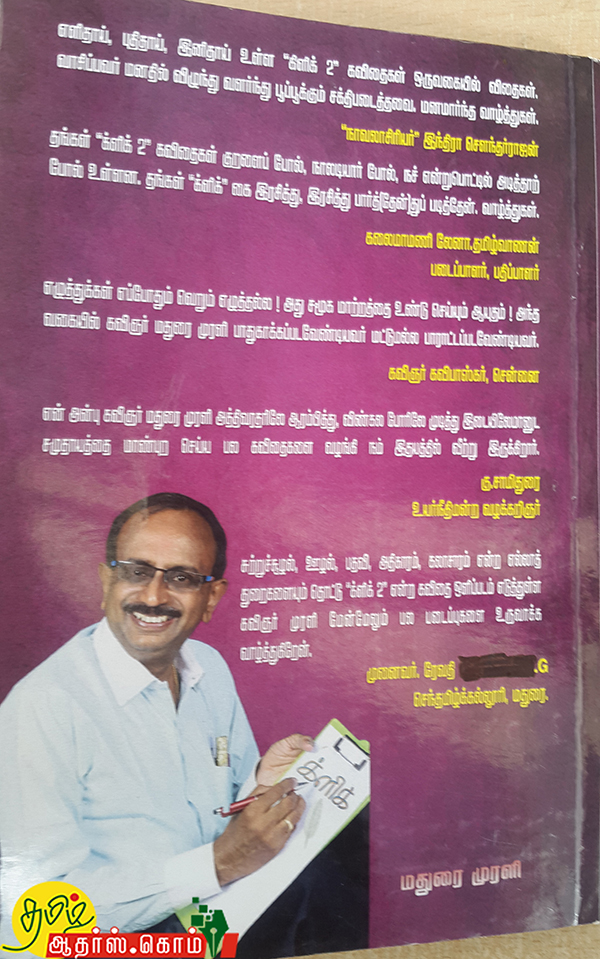 எளிதாய், புதிதாய், இனிதாய் உள்ள "க்ளிக் 2" கவிதைகள் ஒருவகையில் விதைகள்.
வாசிப்பவர் மனதில் விழுந்து வளர்ந்து பூப்பூக்கும் சக்திபடைத்தவை. மனமார்ந்த வாழ்த்துகள்.
"நாவலாசிரியர்" இந்திரா சௌந்தர்ராஜன்
தங்கள் "க்ளிக் 2" கவிதைகள் குறளைப் போல், நாலடியார் போல், நச் என்றுபொட்டில் அடித்தாற்
போல் உள்ளன. தங்கள் "க்ளிக்" கை இரசித்து, இரசித்து பார்த்(தேன்)துப் படித்தேன். வாழ்த்துகள்.
கலைமாமணி லேனா.தமிழ்வாணன்
படைப்பாளர், பதிப்பாளர்
எழுத்துக்கள் எப்போதும் வெறும் எழுத்தல்ல ! அது சமூக மாற்றத்தை உண்டு செய்யும் ஆயுதம் ! அந்த
வகையில் கவிஞர் மதுரை முரளி பாதுகாக்கப்படவேண்டியவர் மட்டுமல்ல பாராட்டப்படவேண்டியவர்.
கவிஞர் கவிபாஸ்கர், சென்னை
என் அன்பு கவிஞர் மதுரை முரளி அத்திவரதரிலே ஆரம்பித்து, விண்கல போரிலே முடித்து இடையிலேமானுட
சமுதாயத்தை மாண்புற செய்ய பல கவிதைகளை வழங்கி நம் இதயத்தில் வீற்று இருக்கிறார்.
கு.சாமிதுரை
உயர்நீதிமன்ற வழக்கறிஞர்
சுற்றுச்சூழல், ஊழல், பதவி, அதிகாரம், கலாசாரம் என்ற எல்லாத்
துறைகளையும் தொட்டு "க்ளிக் 2" என்ற கவிதை ஒளிப்படம் எடுத்துள்ள
கவிஞர் முரளி மேன்மேலும் பல படைப்புகளை உருவாக்க
வாழ்த்துகிறேன்.
முனைவர். ரேவதி .G
செந்தமிழ்க்கல்லூரி, மதுரை.
க்ளிக்
மதுரை முரளி
தமிழ்
ஆதர்ஸ்.கொம்